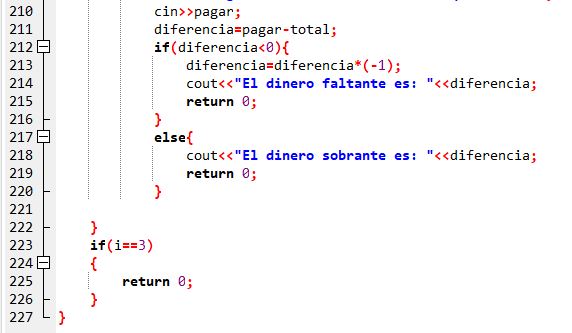 210 cin>>pagar;
211 diferencia=pagar-total;
212 if(diferencia<0){
213 diferencia=diferencia*(-1);
214 cout<<"El dinero faltante es: "<<diferencia;
215 return 0;
216 }
217 else{
218 cout<<"El dinero sobrante es: "<<diferencia;
219 return 0;
220 }
221
222 }
223 if(i==3)
224 {
225 return 0;
226 }
227 }